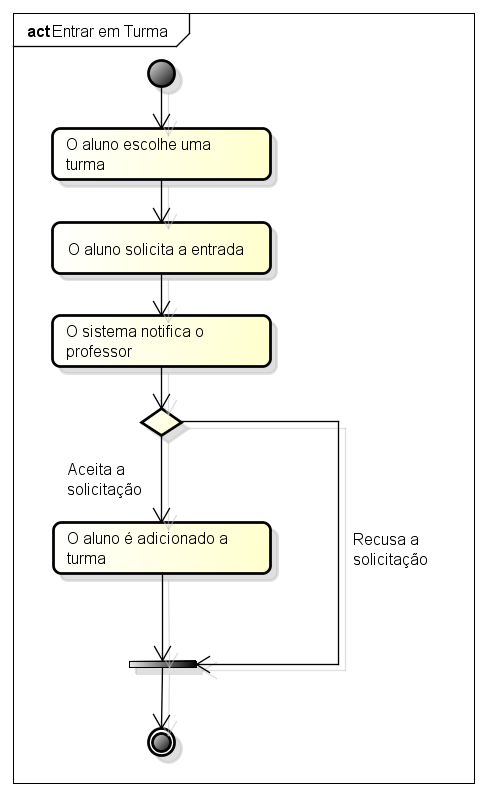 act Entrar em Turma
O aluno escolhe uma
turma
O aluno solicita a entrada
O sistema notifica o
professor
Aceita a
solicitação
O aluno é adicionado a
turma
Recusa a
solicitação